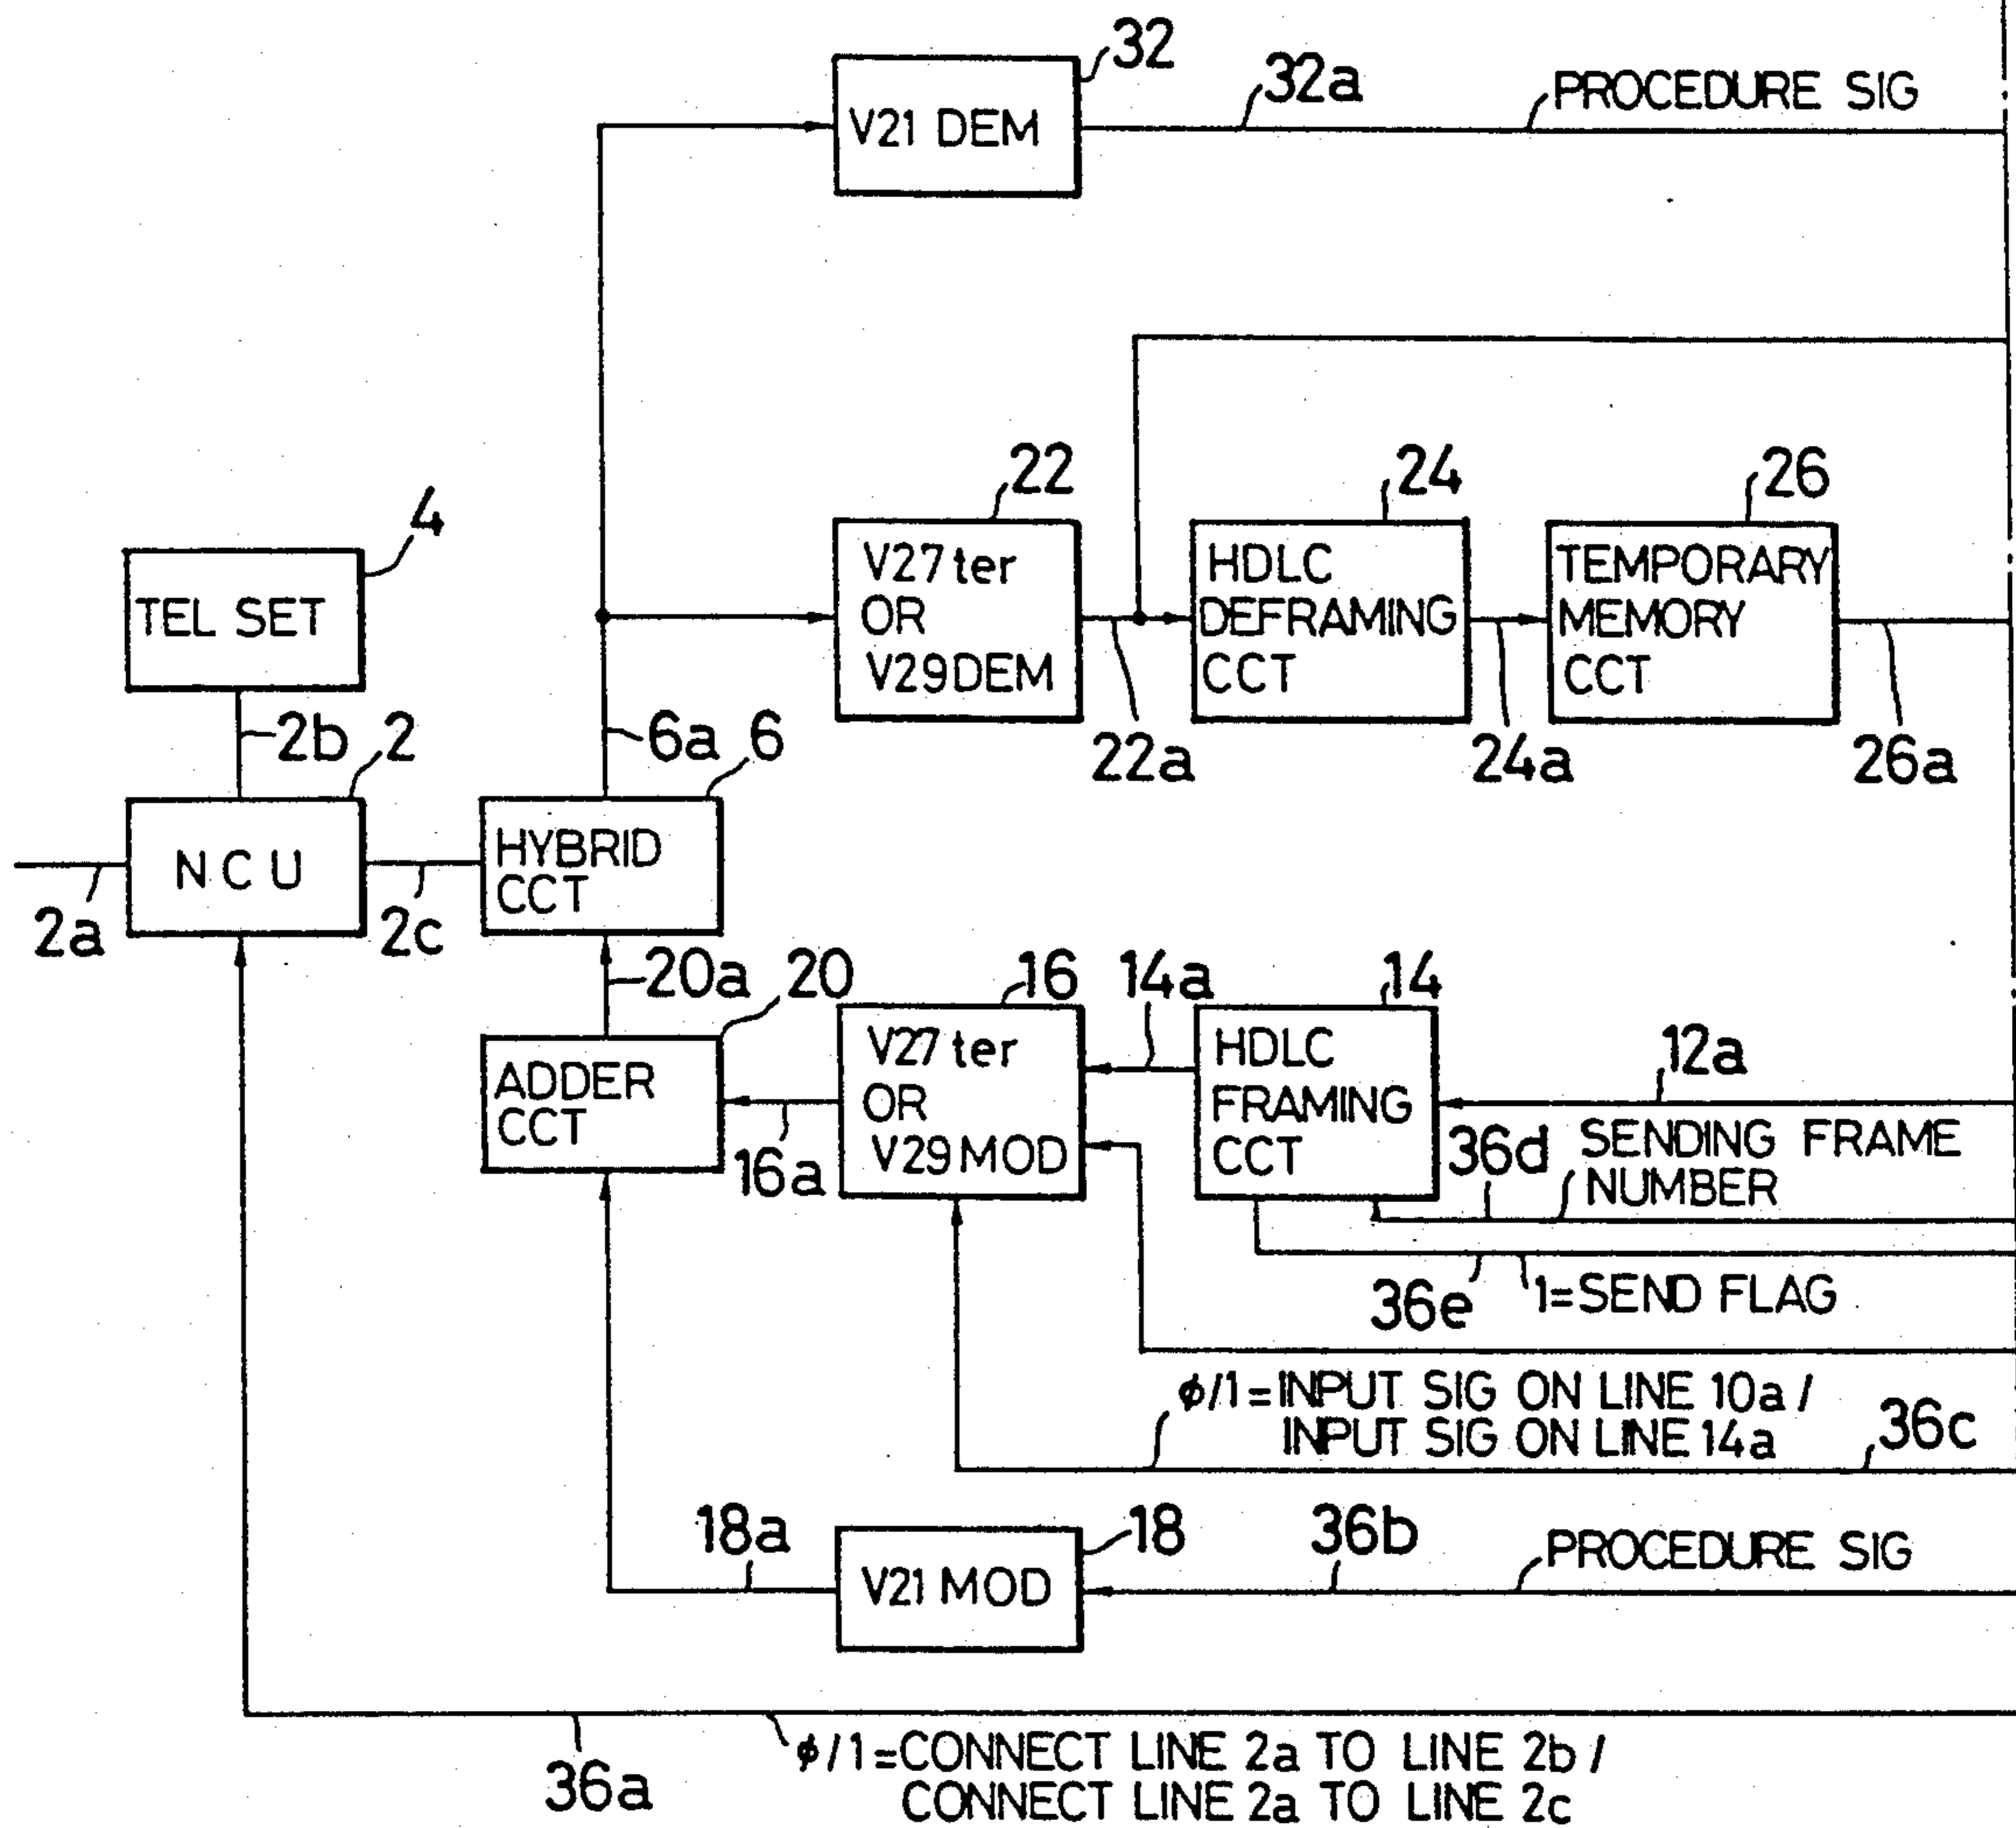 32
32a
PROCEDURE SIG
V21 DEM
22
24
26
4
V27 ter
OR
V29 DEM
HDLC
DEFRAMING
CCT
TEMPORARY
MEMORY
CCT
TEL SET
2b
2
6a
6
22a
24a
26a
NCU
HYBRID
CCT
2a
2c
20a
20
16
14a
14
12a
ADDER
CCT
V27 ter
OR
V29 MOD
HDLC
FRAMING
CCT
16a
36d
SENDING FRAME
NUMBER
36e
1=SEND FLAG
φ/1=INPUT SIG ON LINE 10a /
INPUT SIG ON LINE 14a
36c
18a
18
36b
PROCEDURE SIG
V21 MOD
36a
φ/1=CONNECT LINE 2a TO LINE 2b /
CONNECT LINE 2a TO LINE 2c